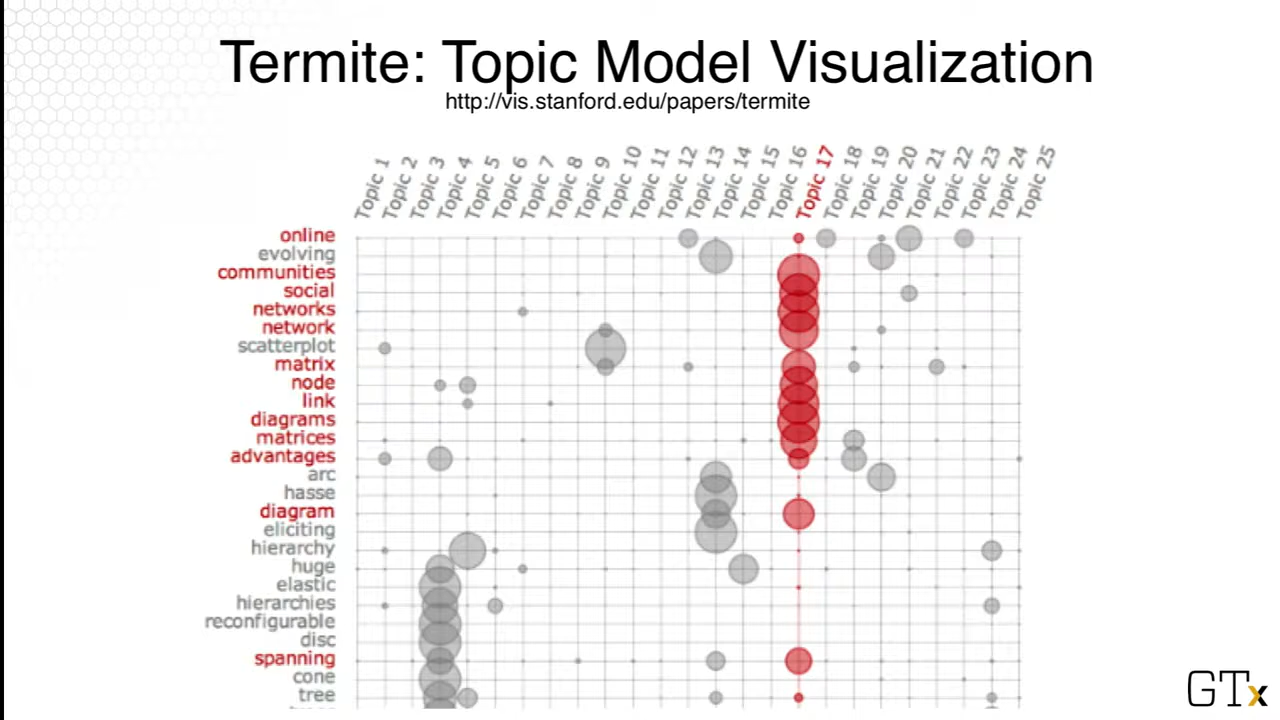 Termite: Topic Model Visualization
http://vis.stanford.edu/papers/termite
Topic 1
Topic 2
Topic 3
Topic 4
Topic 5
Topic 6
Topic 7
Topic 8
Topic 9
Topic 10
Topic 11
Topic 12
Topic 13
Topic 14
Topic 15
Topic 16
Topic 17
Topic 18
Topic 19
Topic 20
Topic 21
Topic 22
Topic 23
Topic 24
Topic 25
online
evolving
communities
social
networks
network
scatterplot
matrix
node
link
diagrams
matrices
advantages
arc
hasse
diagram
eliciting
hierarchy
huge
elastic
hierarchies
reconfigurable
disc
spanning
cone
tree
GTx